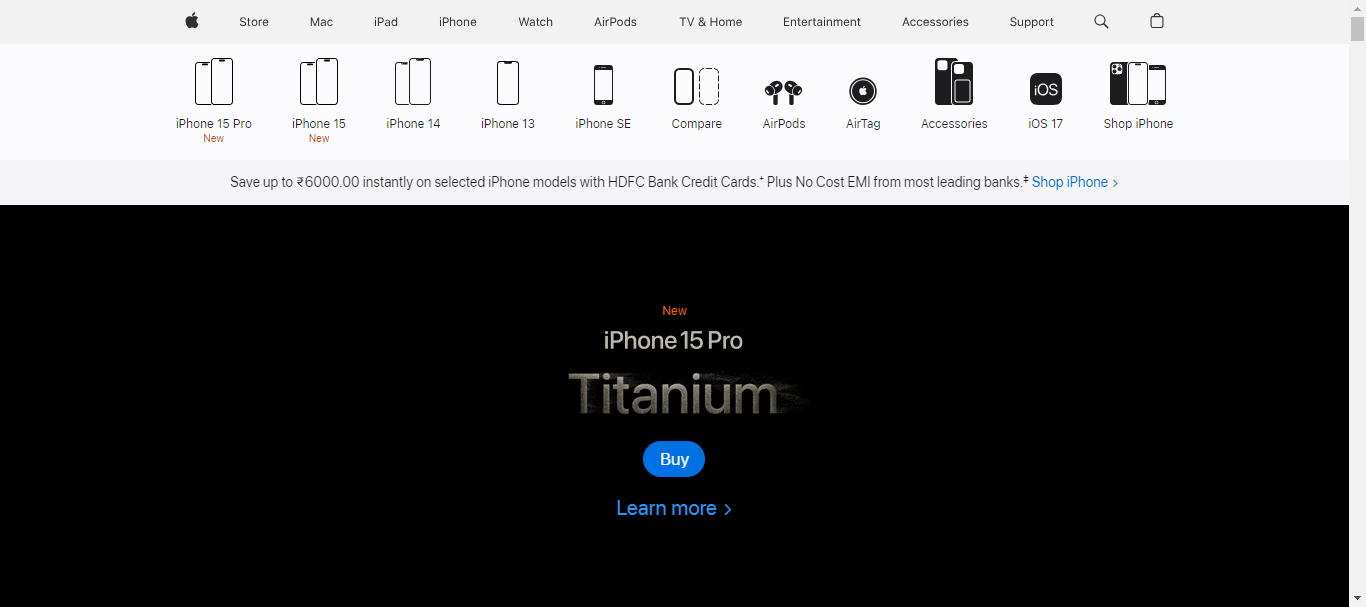 Store Mac iPad iPhone Watch AirPods TV & Home Entertainment Accessories Support
iPhone 15 Pro iPhone 15 iPhone 14 iPhone 13 iPhone SE Compare AirPods AirTag Accessories iOS 17 Shop iPhone
New New
iOS
Save up to ₹6000.00 instantly on selected iPhone models with HDFC Bank Credit Cards.⁺ Plus No Cost EMI from most leading banks.‡ Shop iPhone >
New
iPhone 15 Pro
Titanium
Buy
Learn more >